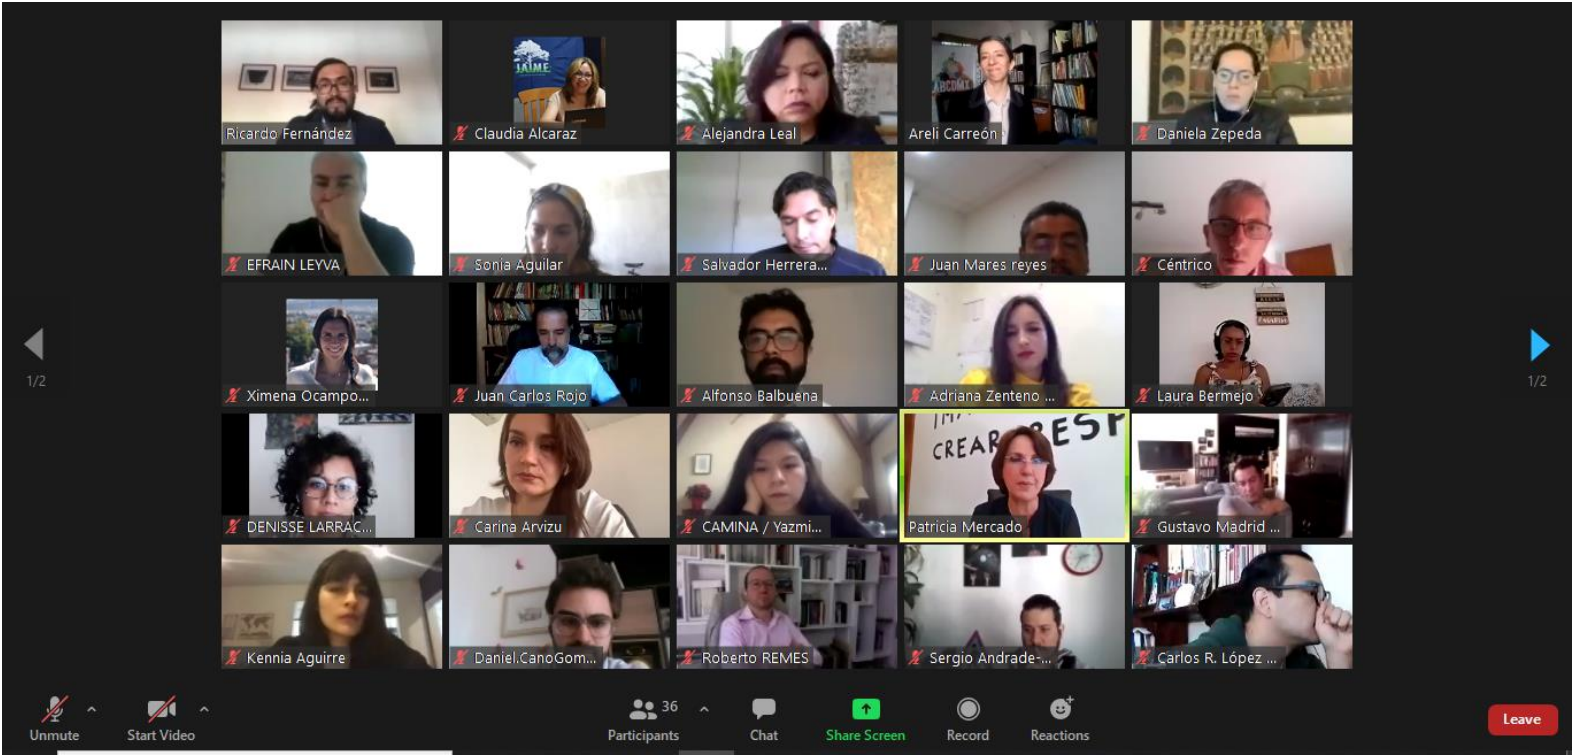 Ricardo Fernández
JAIME
Claudia Alcaraz
Alejandra Leal
ABCDMX
Areli Carreón
Daniela Zepeda
EFRAIN LEYVA
Sonia Aguilar
Salvador Herrera...
Juan Mares reyes
Céntrico
1/2
Ximena Ocampo...
Juan Carlos Rojo
Alfonso Balbuena
Adriana Zenteno ...
Laura Bermejo
1/2
DENISSE LARRAC...
Carina Arvizu
CAMINA / Yazmi...
CREAR RESP
Patricia Mercado
Gustavo Madrid ...
Kennia Aguirre
Daniel.CanoGom...
Roberto REMES
Sergio Andrade-...
Carlos R. López ...
Unmute
Start Video
36
Participants
Chat
Share Screen
Record
Reactions
Leave